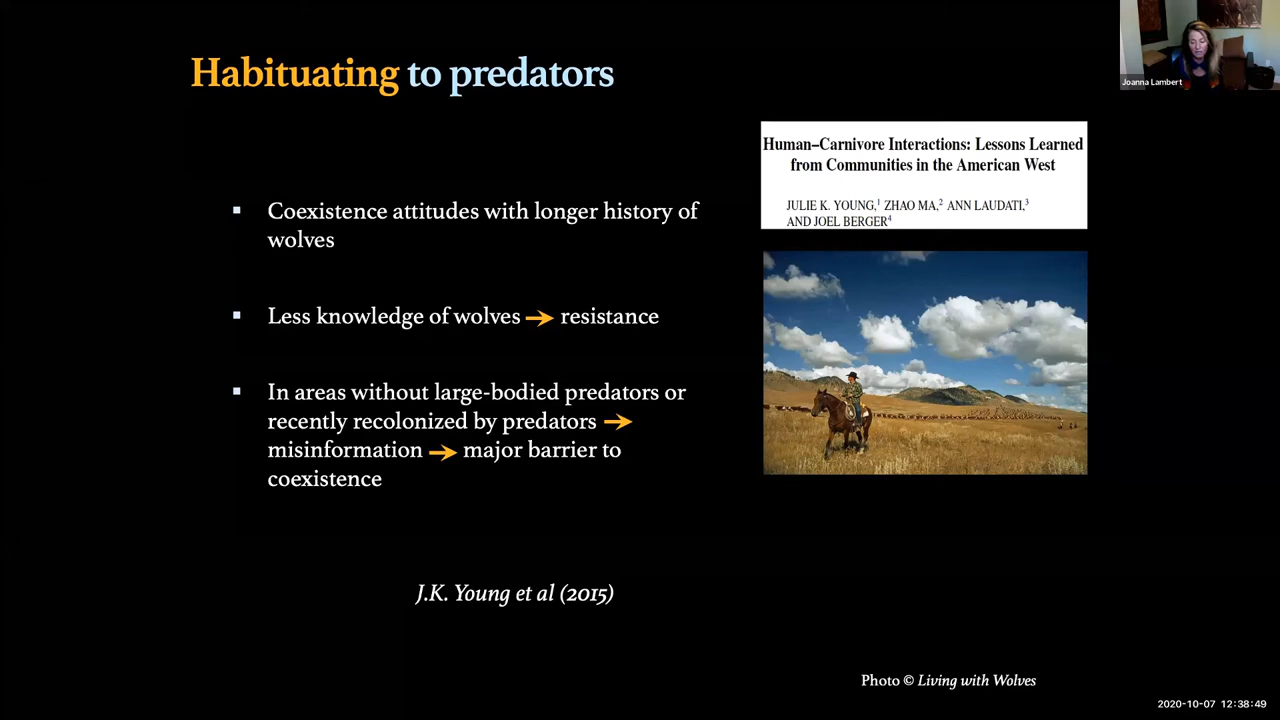 Habituating to predators
Joanna Lambert
Human–Carnivore Interactions: Lessons Learned
from Communities in the American West
JULIE K. YOUNG,¹ ZHAO MA,² ANN LAUDATI,³
AND JOEL BERGER⁴
▪ Coexistence attitudes with longer history of
wolves
▪ Less knowledge of wolves → resistance
▪ In areas without large-bodied predators or
recently recolonized by predators →
misinformation → major barrier to
coexistence
J.K. Young et al (2015)
Photo © Living with Wolves
2020-10-07 12:38:49